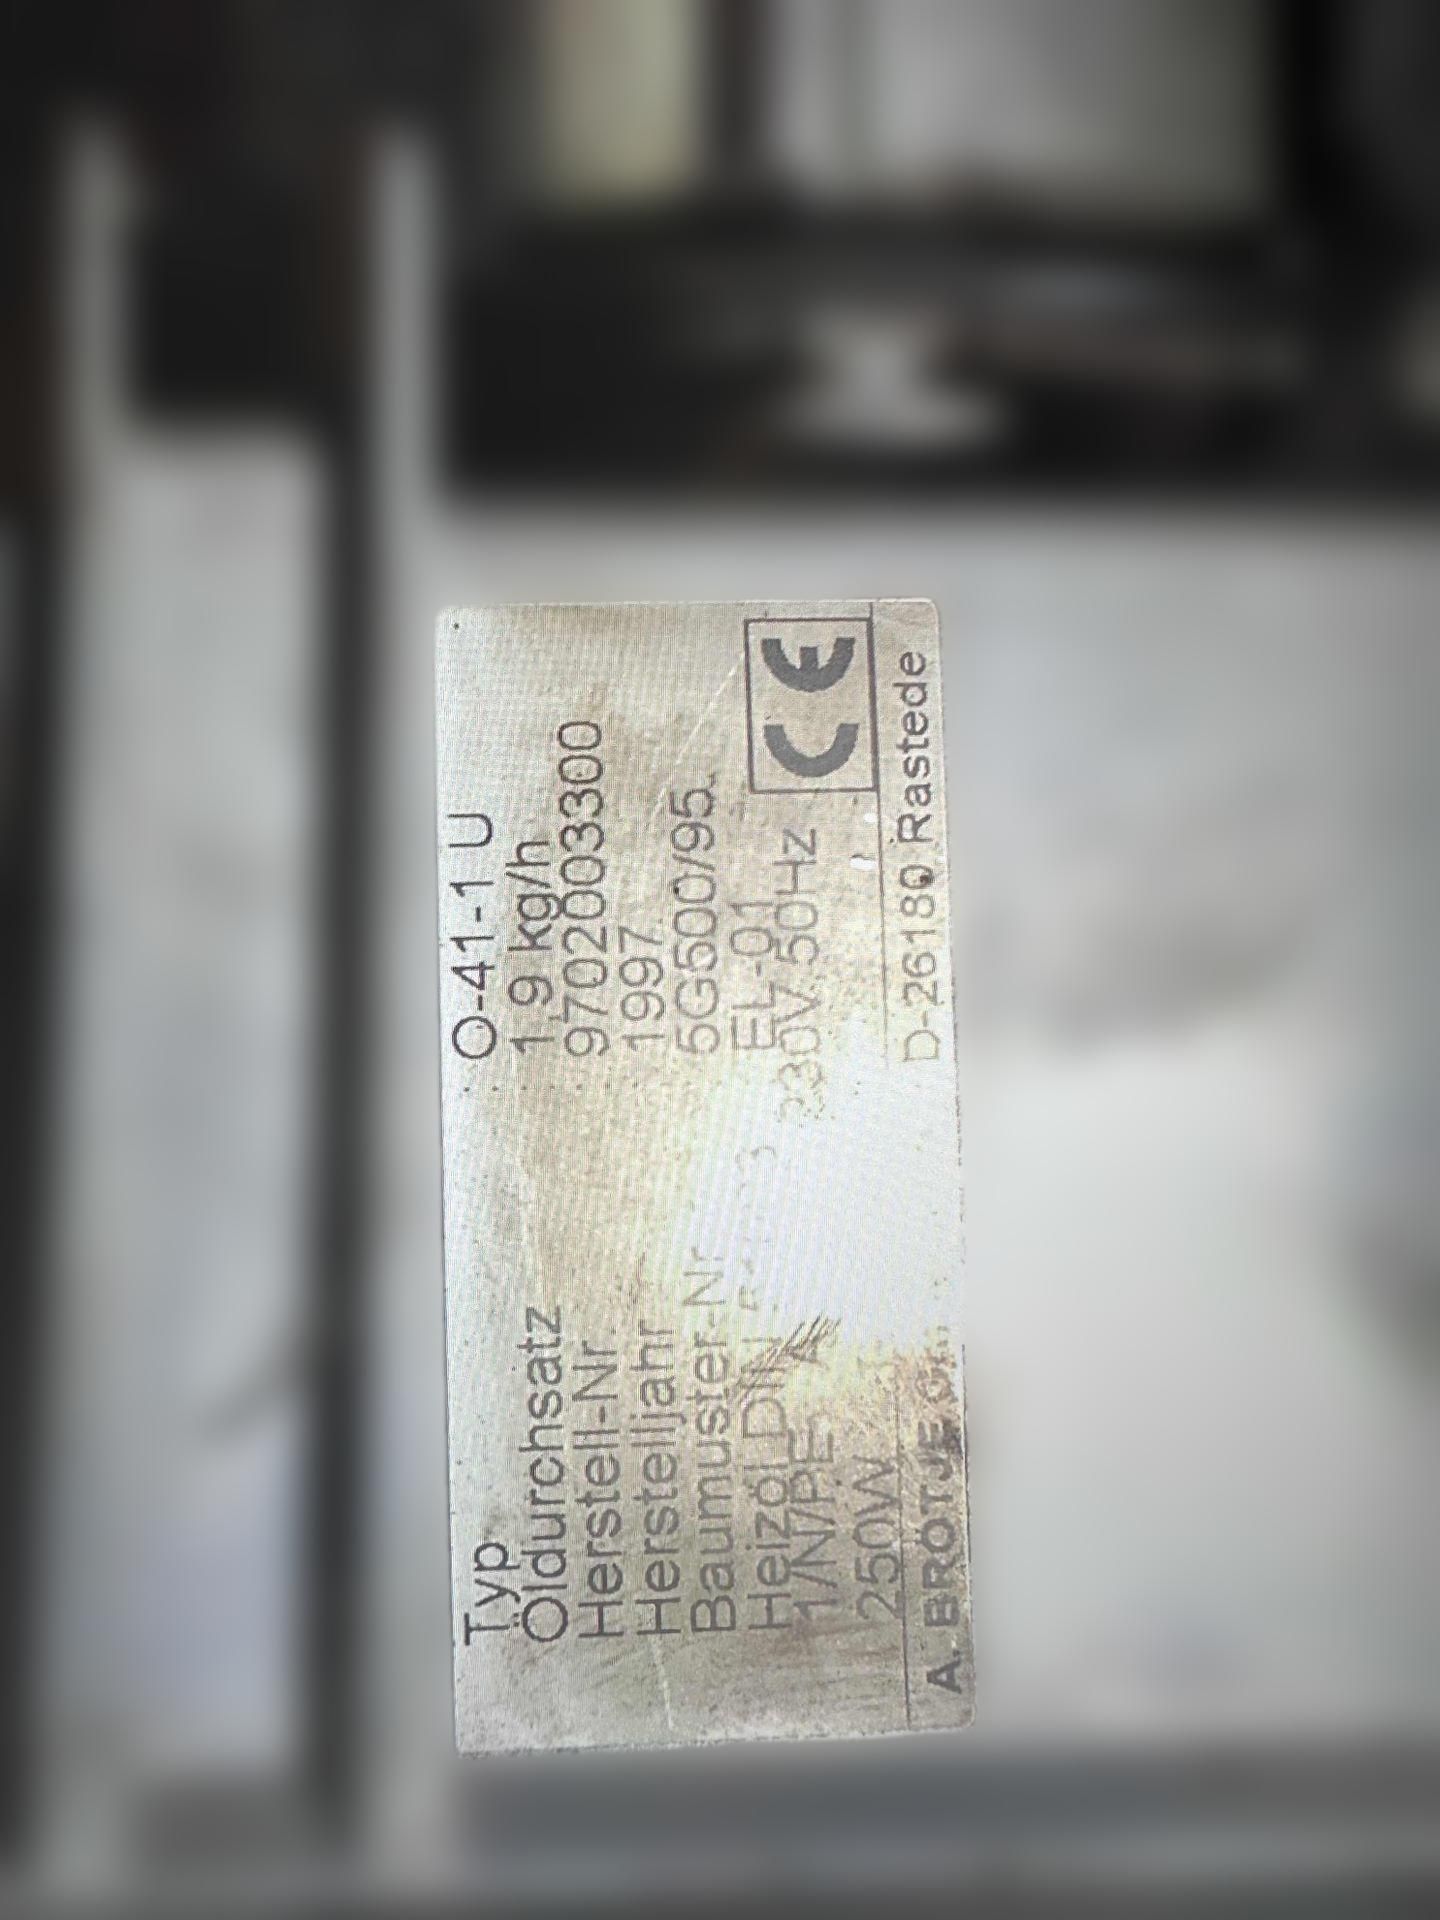 Typ : O-41-1 U
Öldurchsatz : 1 9 kg/h
Herstell-Nr. : 9702003300
Herstelljahr : 1997
Baumuster-Nr : 5G500/95
Heizöl DIN EL-01
1/N/PE 230V 50Hz
250W CE
A. BRÖTJE D-26180 Rastede